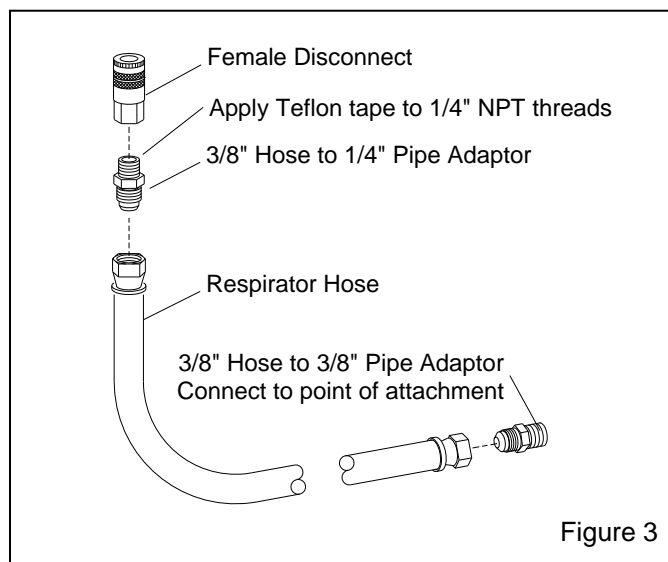 Female Disconnect
Apply Teflon tape to 1/4" NPT threads
3/8" Hose to 1/4" Pipe Adaptor
Respirator Hose
3/8" Hose to 3/8" Pipe Adaptor
Connect to point of attachment
Figure 3